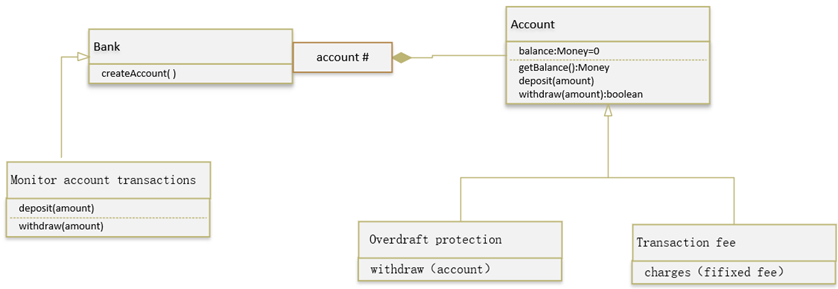 Bank
createAccount( )
account #
Account
balance:Money=0
getBalance():Money
deposit(amount)
withdraw(amount):boolean
Monitor account transactions
deposit(amount)
withdraw(amount)
Overdraft protection
withdraw（account）
Transaction fee
charges（fifixed fee）